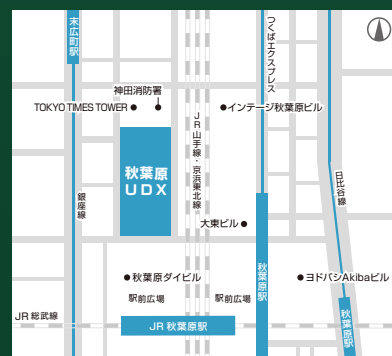 末広町駅
つくばエクスプレス
神田消防署
TOKYO TIMES TOWER
インテージ秋葉原ビル
秋葉原
UDX
JR山手線・京浜東北線
日比谷線
銀座線
大東ビル
秋葉原駅
秋葉原ダイビル
ヨドバシAkibaビル
駅前広場
駅前広場
JR 総武線
JR 秋葉原駅
秋葉原駅